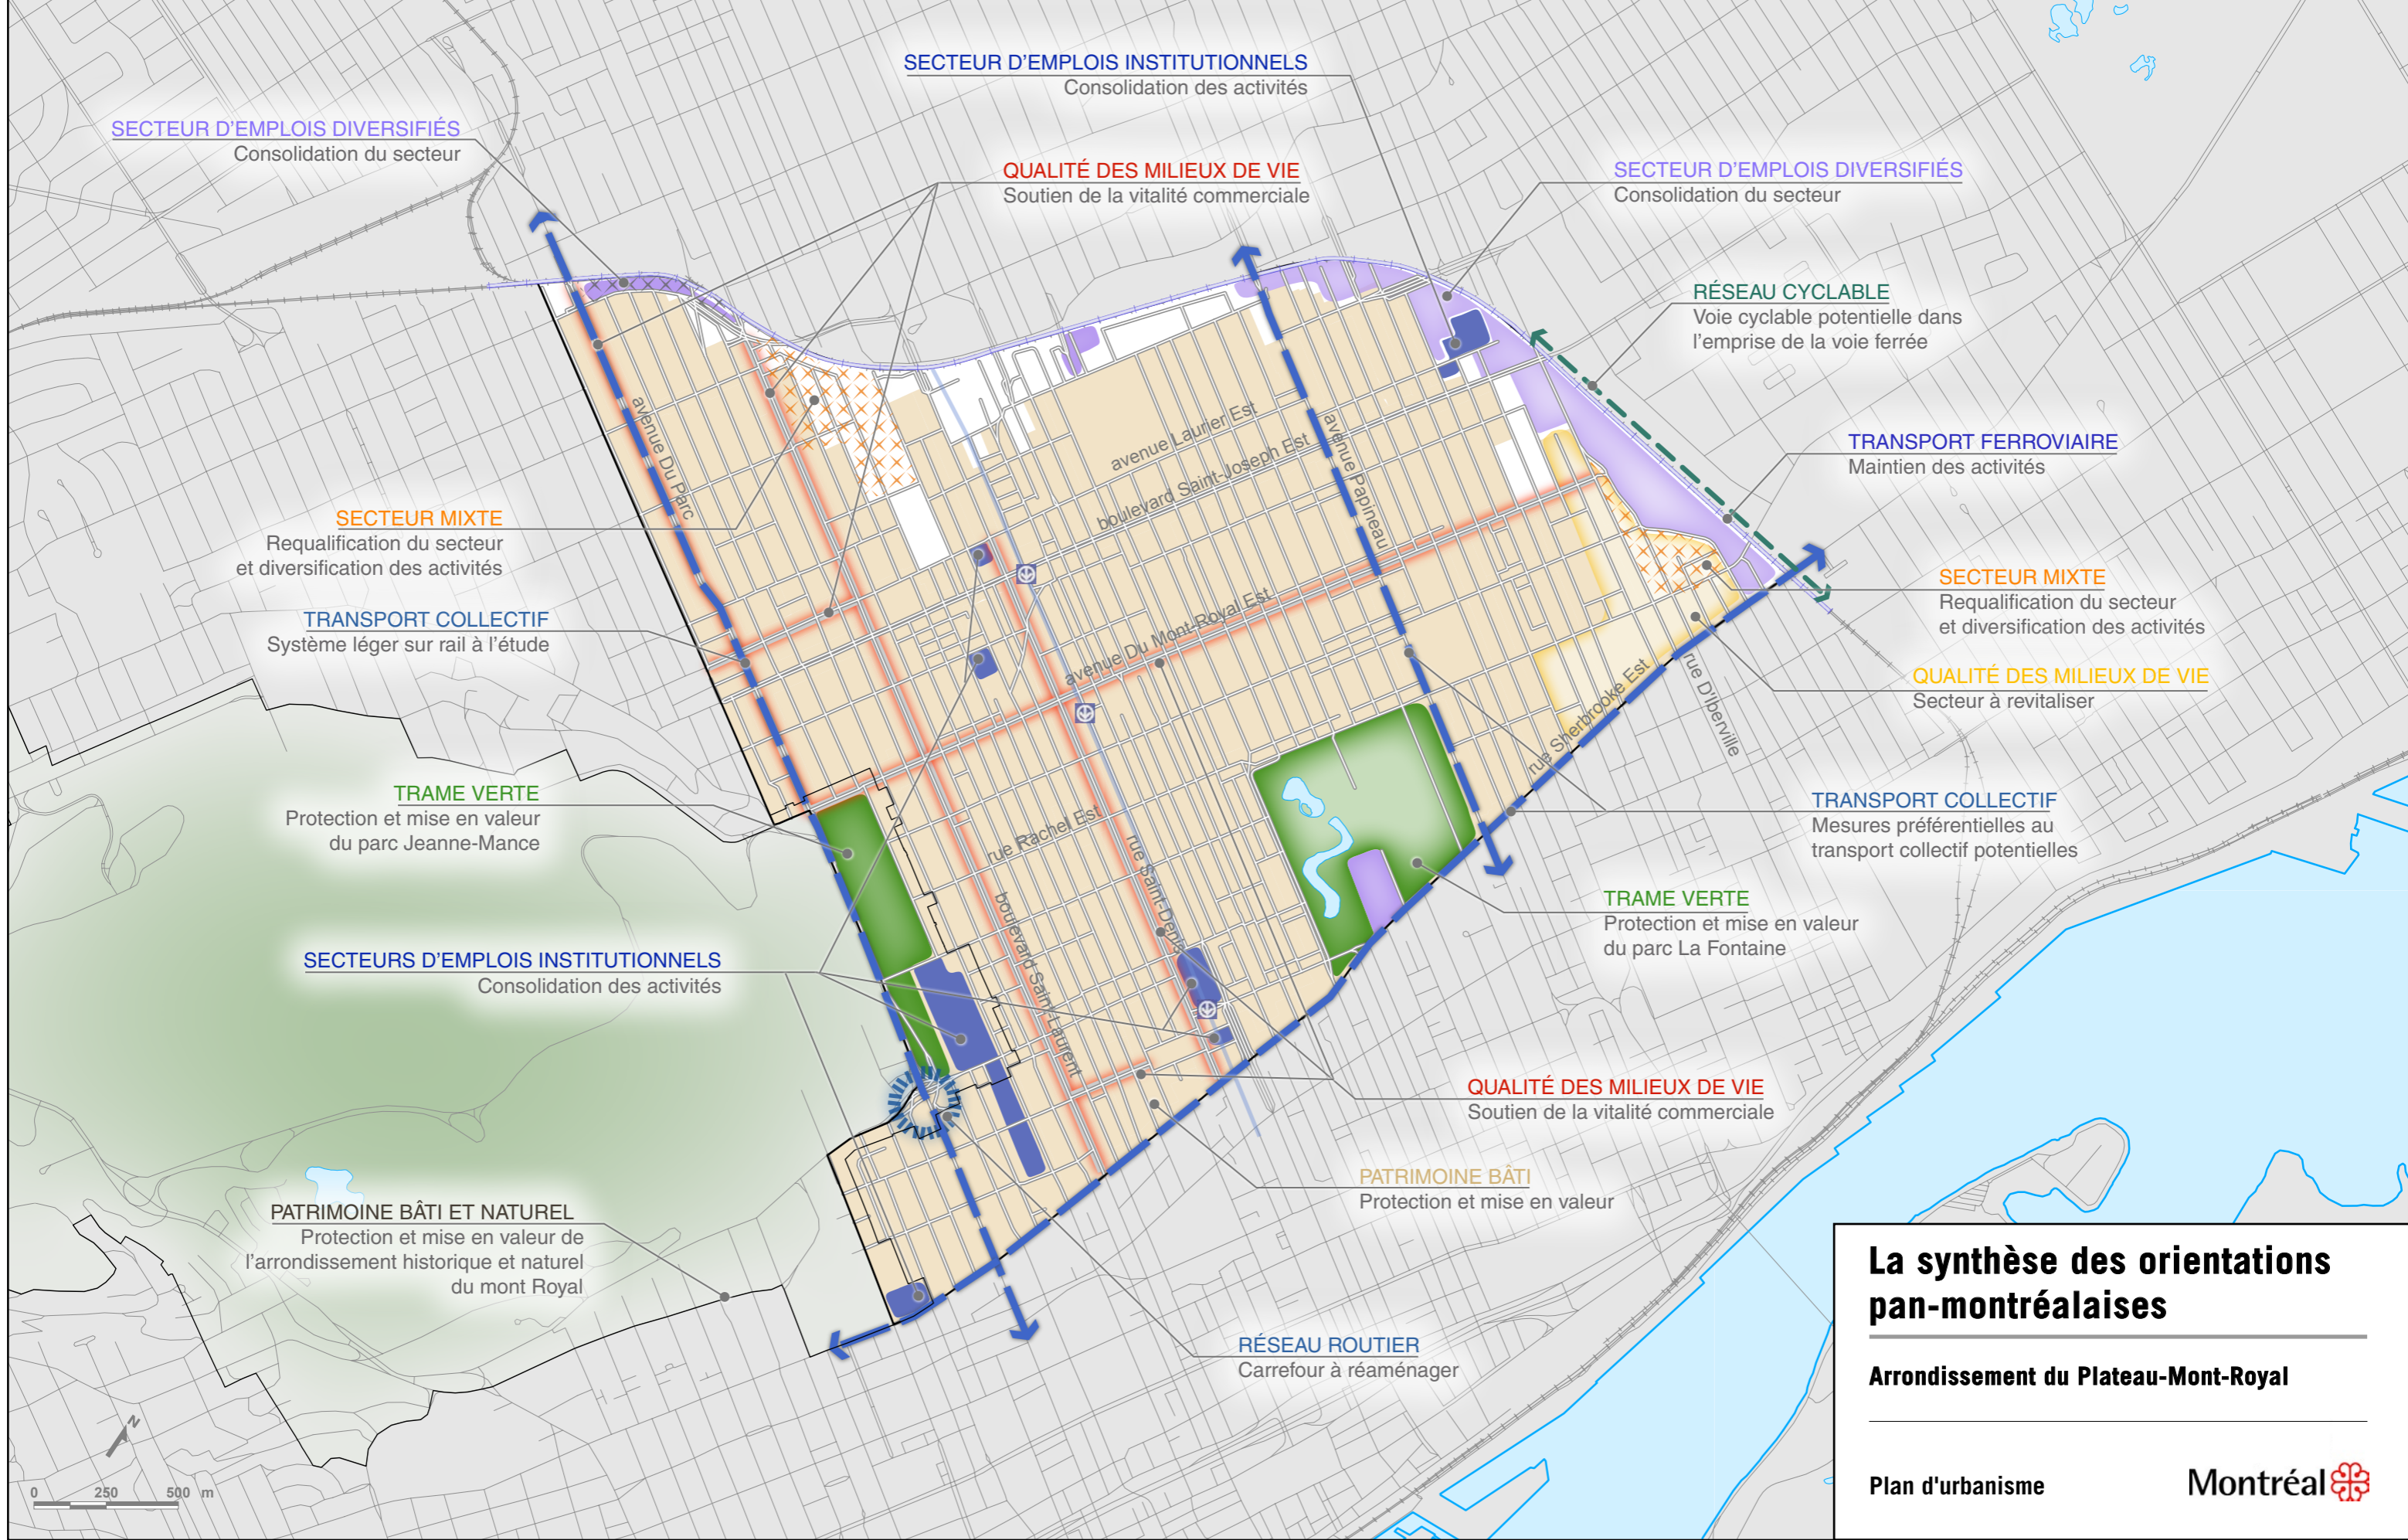 SECTEUR D'EMPLOIS INSTITUTIONNELS
Consolidation des activités
SECTEUR D'EMPLOIS DIVERSIFIÉS
Consolidation du secteur
QUALITÉ DES MILIEUX DE VIE
Soutien de la vitalité commerciale
SECTEUR D'EMPLOIS DIVERSIFIÉS
Consolidation du secteur
RÉSEAU CYCLABLE
Voie cyclable potentielle dans
l'emprise de la voie ferrée
TRANSPORT FERROVIAIRE
Maintien des activités
avenue Du Parc
avenue Laurier Est
boulevard Saint-Joseph Est
avenue Papineau
SECTEUR MIXTE
Requalification du secteur
et diversification des activités
TRANSPORT COLLECTIF
Système léger sur rail à l'étude
avenue Du Mont-Royal Est
SECTEUR MIXTE
Requalification du secteur
et diversification des activités
QUALITÉ DES MILIEUX DE VIE
Secteur à revitaliser
rue Sherbrooke Est
rue D'Iberville
TRAME VERTE
Protection et mise en valeur
du parc Jeanne-Mance
rue Rachel Est
rue Saint-Denis
boulevard Saint-Laurent
TRANSPORT COLLECTIF
Mesures préférentielles au
transport collectif potentielles
TRAME VERTE
Protection et mise en valeur
du parc La Fontaine
SECTEURS D'EMPLOIS INSTITUTIONNELS
Consolidation des activités
QUALITÉ DES MILIEUX DE VIE
Soutien de la vitalité commerciale
PATRIMOINE BÂTI
Protection et mise en valeur
PATRIMOINE BÂTI ET NATUREL
Protection et mise en valeur de
l'arrondissement historique et naturel
du mont Royal
RÉSEAU ROUTIER
Carrefour à réaménager
N
0 250 500 m
La synthèse des orientations
pan-montréalaises
Arrondissement du Plateau-Mont-Royal
Plan d'urbanisme
Montréal